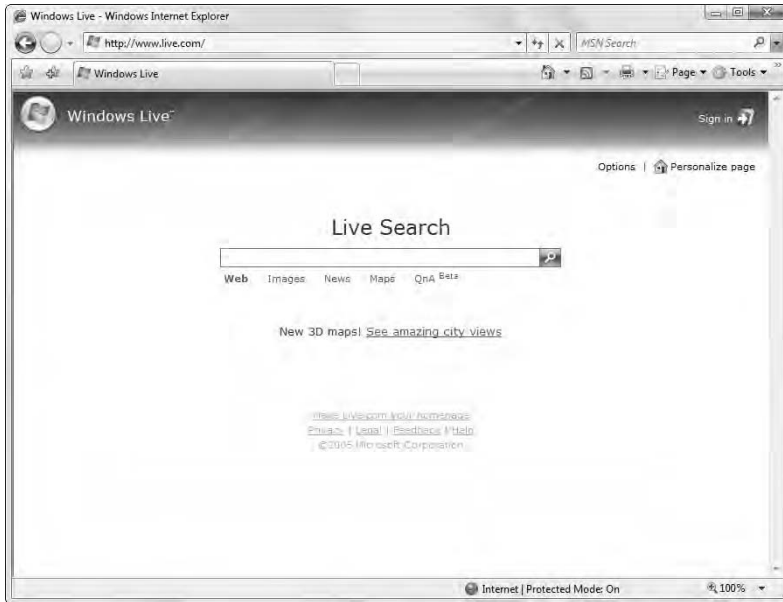 Windows Live - Windows Internet Explorer
http://www.live.com/
MSN Search
Windows Live
Page
Tools
Windows Live™
Sign in
Options | Personalize page
Live Search
Web Images News Maps QnA Beta
New 3D maps! See amazing city views
Make Live.com your homepage
Privacy | Legal | Feedback | Help
Microsoft Corporation
Internet | Protected Mode: On
100%